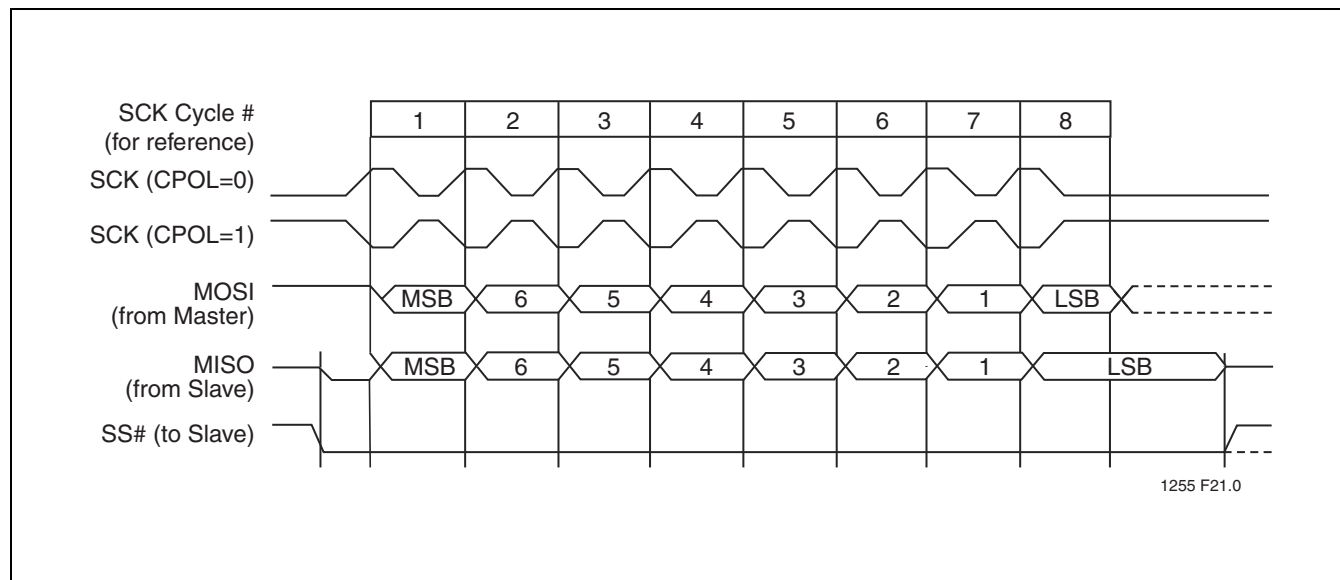 SCK Cycle #
(for reference)
1 2 3 4 5 6 7 8
SCK (CPOL=0)
SCK (CPOL=1)
MOSI
(from Master)
MSB 6 5 4 3 2 1 LSB
MISO
(from Slave)
MSB 6 5 4 3 2 1 LSB
SS# (to Slave)
1255 F21.0